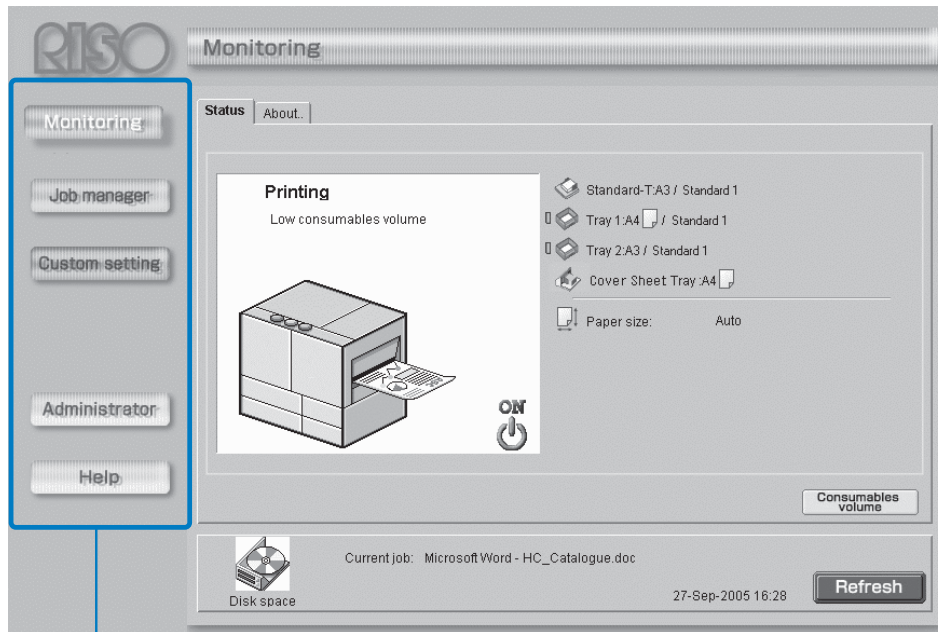 RISO
Monitoring
Monitoring
Job manager
Custom setting
Administrator
Help
Status
About..
Printing
Low consumables volume
ON
Standard-T:A3 / Standard 1
Tray 1:A4 / Standard 1
Tray 2:A3 / Standard 1
Cover Sheet Tray :A4
Paper size: Auto
Consumables
volume
Disk space
Current job: Microsoft Word - HC_Catalogue.doc
27-Sep-2005 16:28
Refresh